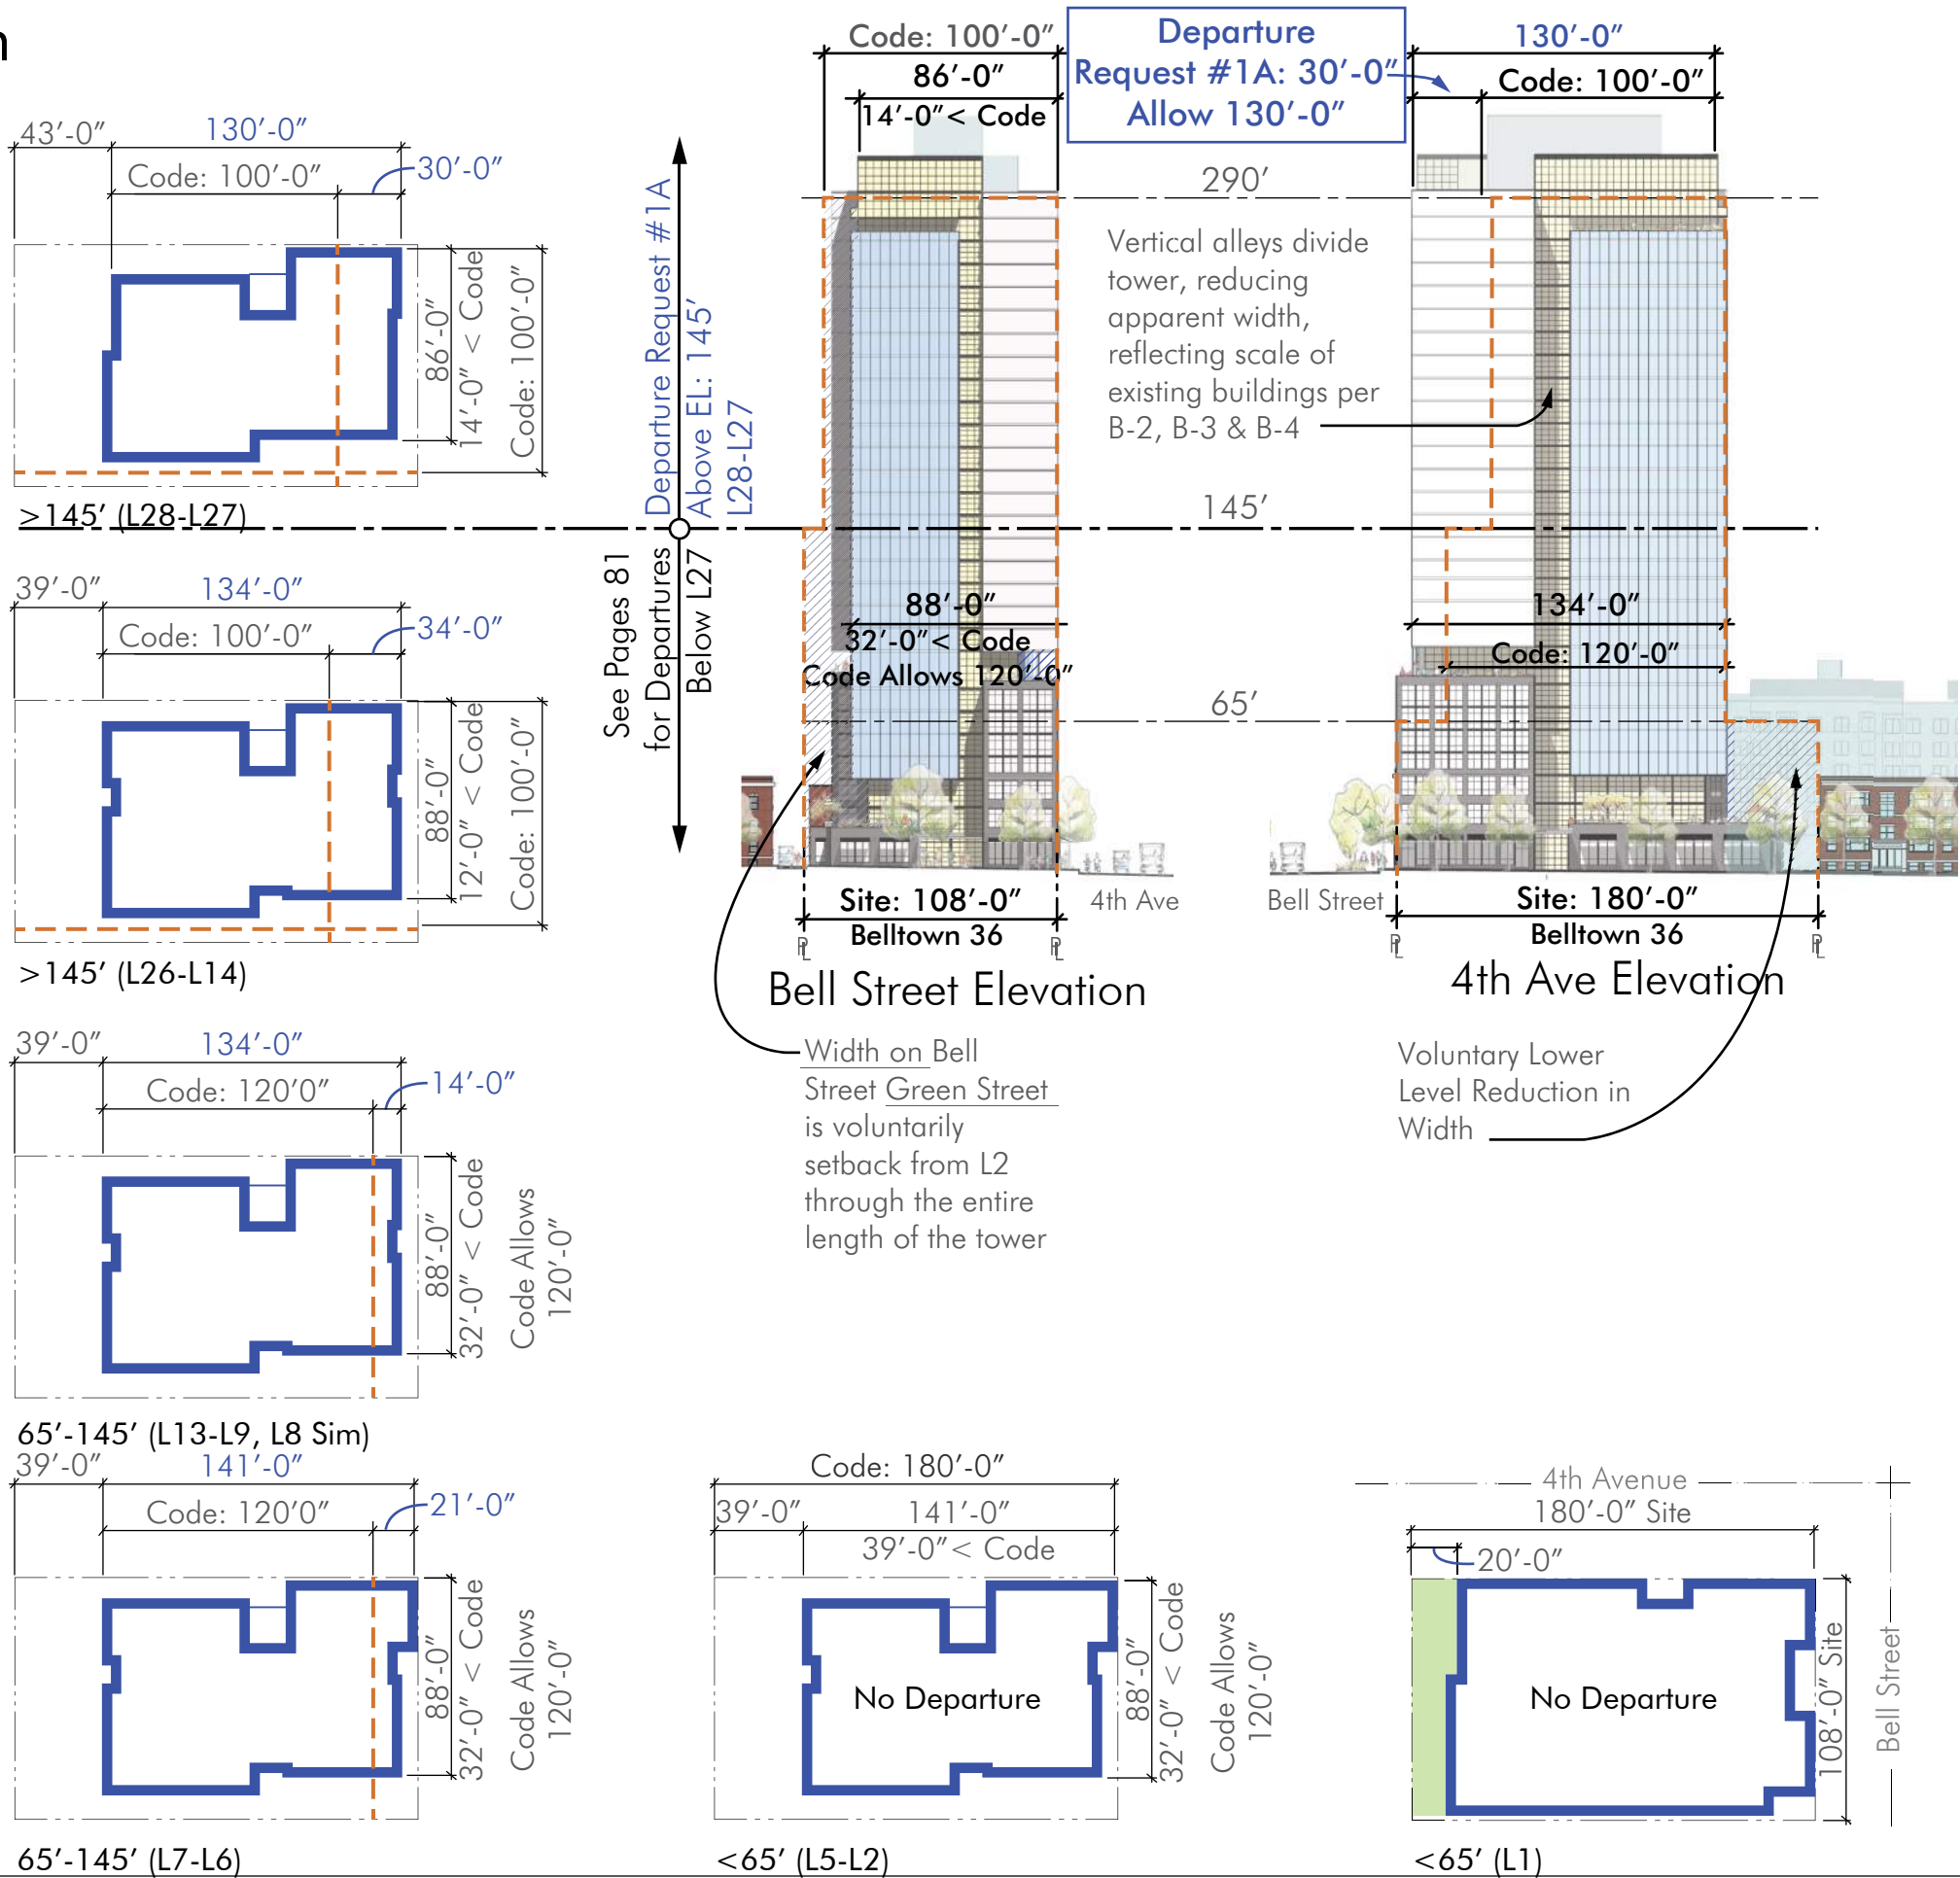 n
Code: 100'-0"
86'-0"
14'-0"< Code
Departure
Request #1A: 30'-0"
Allow 130'-0"
130'-0"
Code: 100'-0"
43'-0"
130'-0"
Code: 100'-0"
30'-0"
86'-0"
14'-0" < Code
Code: 100'-0"
>145' (L28-L27)
Departure Request #1A
Above EL: 145'
L28-L27
See Pages 81
for Departures
Below L27
290'
Vertical alleys divide
tower, reducing
apparent width,
reflecting scale of
existing buildings per
B-2, B-3 & B-4
145'
65'
88'-0"
32'-0"< Code
Code Allows 120'-0"
134'-0"
Code: 120'-0"
39'-0"
134'-0"
Code: 100'-0"
34'-0"
88'-0"
12'-0" < Code
Code: 100'-0"
>145' (L26-L14)
Site: 108'-0"
Belltown 36
4th Ave
PL
PL
Bell Street Elevation
Bell Street
Site: 180'-0"
Belltown 36
PL
PL
4th Ave Elevation
Width on Bell
Street Green Street
is voluntarily
setback from L2
through the entire
length of the tower
Voluntary Lower
Level Reduction in
Width
39'-0"
134'-0"
Code: 120'0"
14'-0"
88'-0"
32'-0" < Code
Code Allows
120'-0"
65'-145' (L13-L9, L8 Sim)
39'-0"
141'-0"
Code: 120'0"
21'-0"
88'-0"
32'-0" < Code
Code Allows
120'-0"
65'-145' (L7-L6)
Code: 180'-0"
39'-0"
141'-0"
39'-0"< Code
No Departure
88'-0"
32'-0" < Code
Code Allows
120'-0"
<65' (L5-L2)
4th Avenue
180'-0" Site
20'-0"
No Departure
108'-0" Site
Bell Street
<65' (L1)